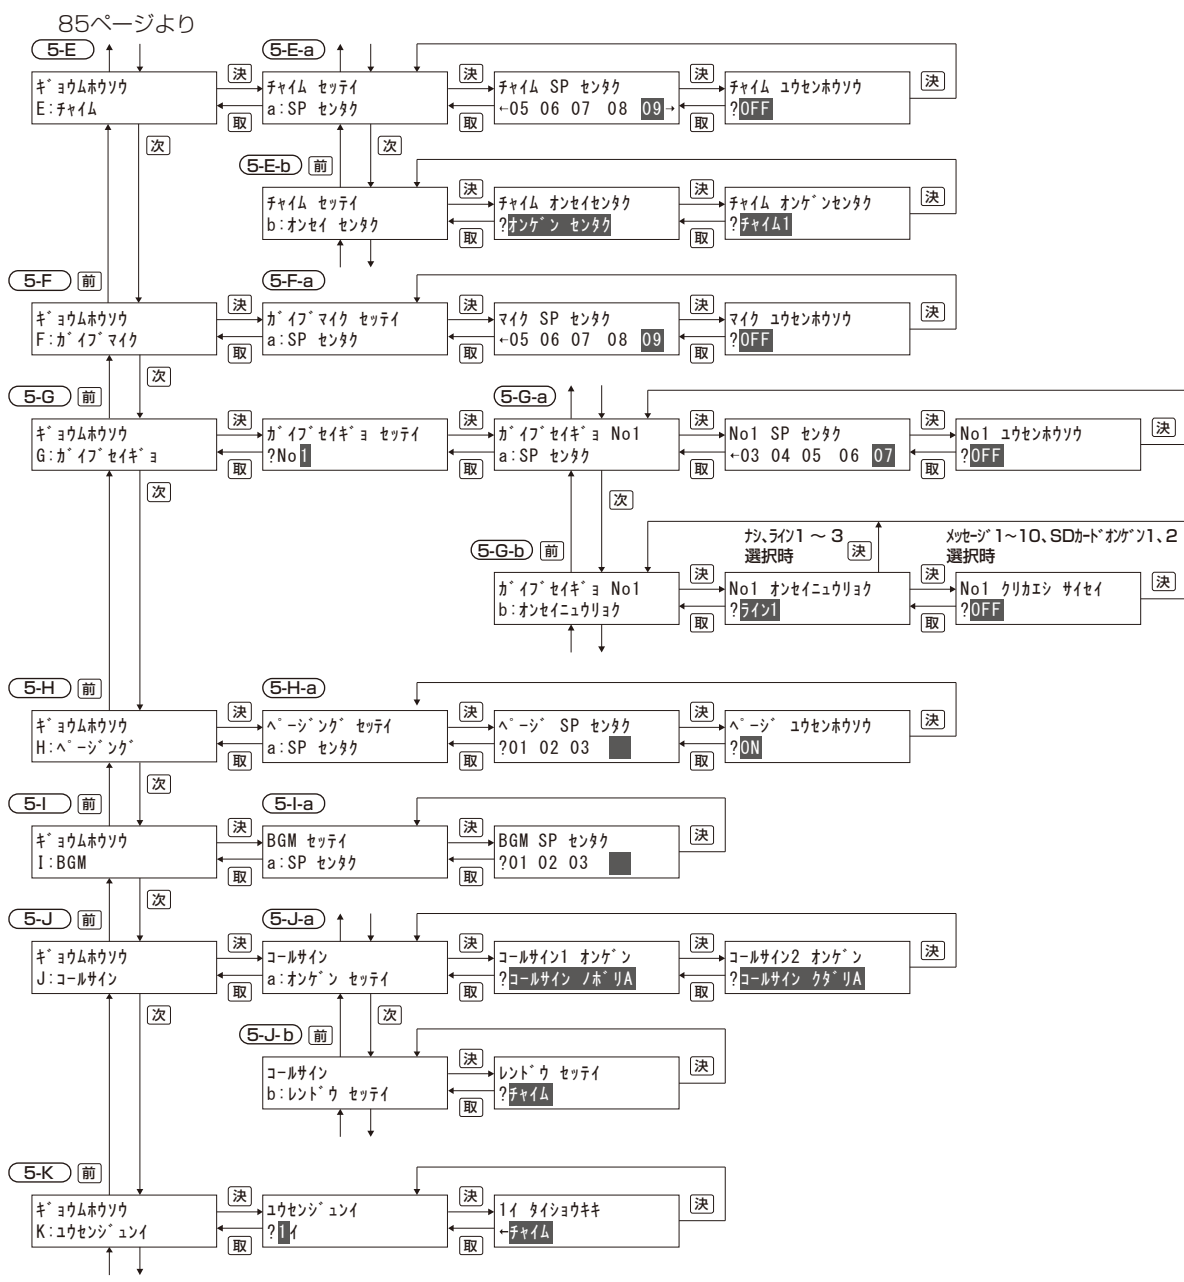 85ページより
5-E
5-E-a
ギョウムホウソウ
E:チャイム
決
取
チャイム セッテイ
a:SP センタク
決
取
チャイム SP センタク
←05 06 07 08 09→
決
取
チャイム ユウセンホウソウ
?OFF
決
次
次
5-E-b 前
チャイム セッテイ
b:オンセイ センタク
決
取
チャイム オンセイセンタク
?オンゲン センタク
決
取
チャイム オンゲンセンタク
?チャイム1
決
5-F 前
5-F-a
ギョウムホウソウ
F:ガイブマイク
決
取
ガイブマイク セッテイ
a:SP センタク
決
取
マイク SP センタク
←05 06 07 08 09
決
取
マイク ユウセンホウソウ
?OFF
決
次
5-G 前
5-G-a
ギョウムホウソウ
G:ガイブセイギョ
決
取
ガイブセイギョ セッテイ
?No1
決
取
ガイブセイギョ No1
a:SP センタク
決
取
No1 SP センタク
←03 04 05 06 07
決
取
No1 ユウセンホウソウ
?OFF
決
次
次
5-G-b 前
ナシ、ライン1 ~ 3
選択時
決
メッセージ1~10、SDカードオンゲン1、2
選択時
ガイブセイギョ No1
b:オンセイニュウリョク
決
取
No1 オンセイニュウリョク
?ライン1
決
取
No1 クリカエシ サイセイ
?OFF
決
5-H 前
5-H-a
ギョウムホウソウ
H:ページング
決
取
ページング セッテイ
a:SP センタク
決
取
ページ SP センタク
?01 02 03
決
取
ページ ユウセンホウソウ
?ON
決
次
5-I 前
5-I-a
ギョウムホウソウ
I:BGM
決
取
BGM セッテイ
a:SP センタク
決
取
BGM SP センタク
?01 02 03
決
次
5-J 前
5-J-a
ギョウムホウソウ
J:コールサイン
決
取
コールサイン
a:オンゲン セッテイ
決
取
コールサイン1 オンゲン
?コールサイン ノボリA
決
取
コールサイン2 オンゲン
?コールサイン クダリA
決
次
次
5-J-b 前
コールサイン
b:レンドウ セッテイ
決
取
レンドウ セッテイ
?チャイム
決
5-K 前
ギョウムホウソウ
K:ユウセンジュンイ
決
取
ユウセンジュンイ
?1イ
決
取
1イ タイショウキキ
←チャイム
決